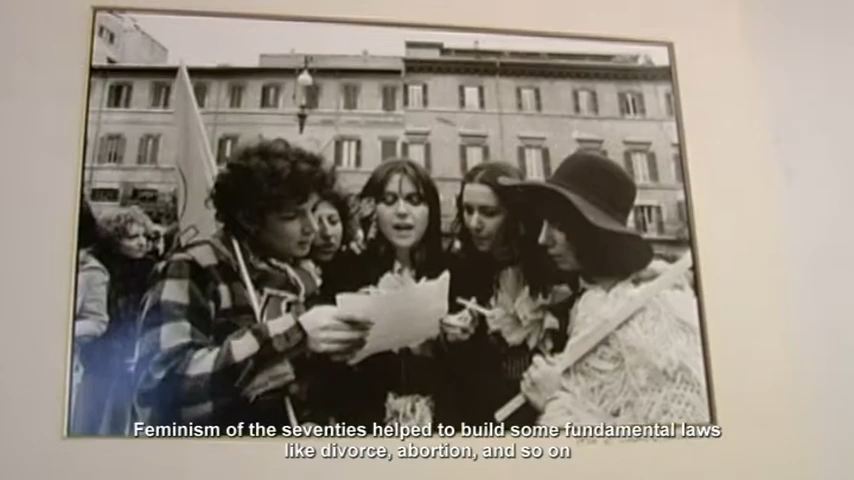 Feminism of the seventies helped to build some fundamental laws
like divorce, abortion, and so on